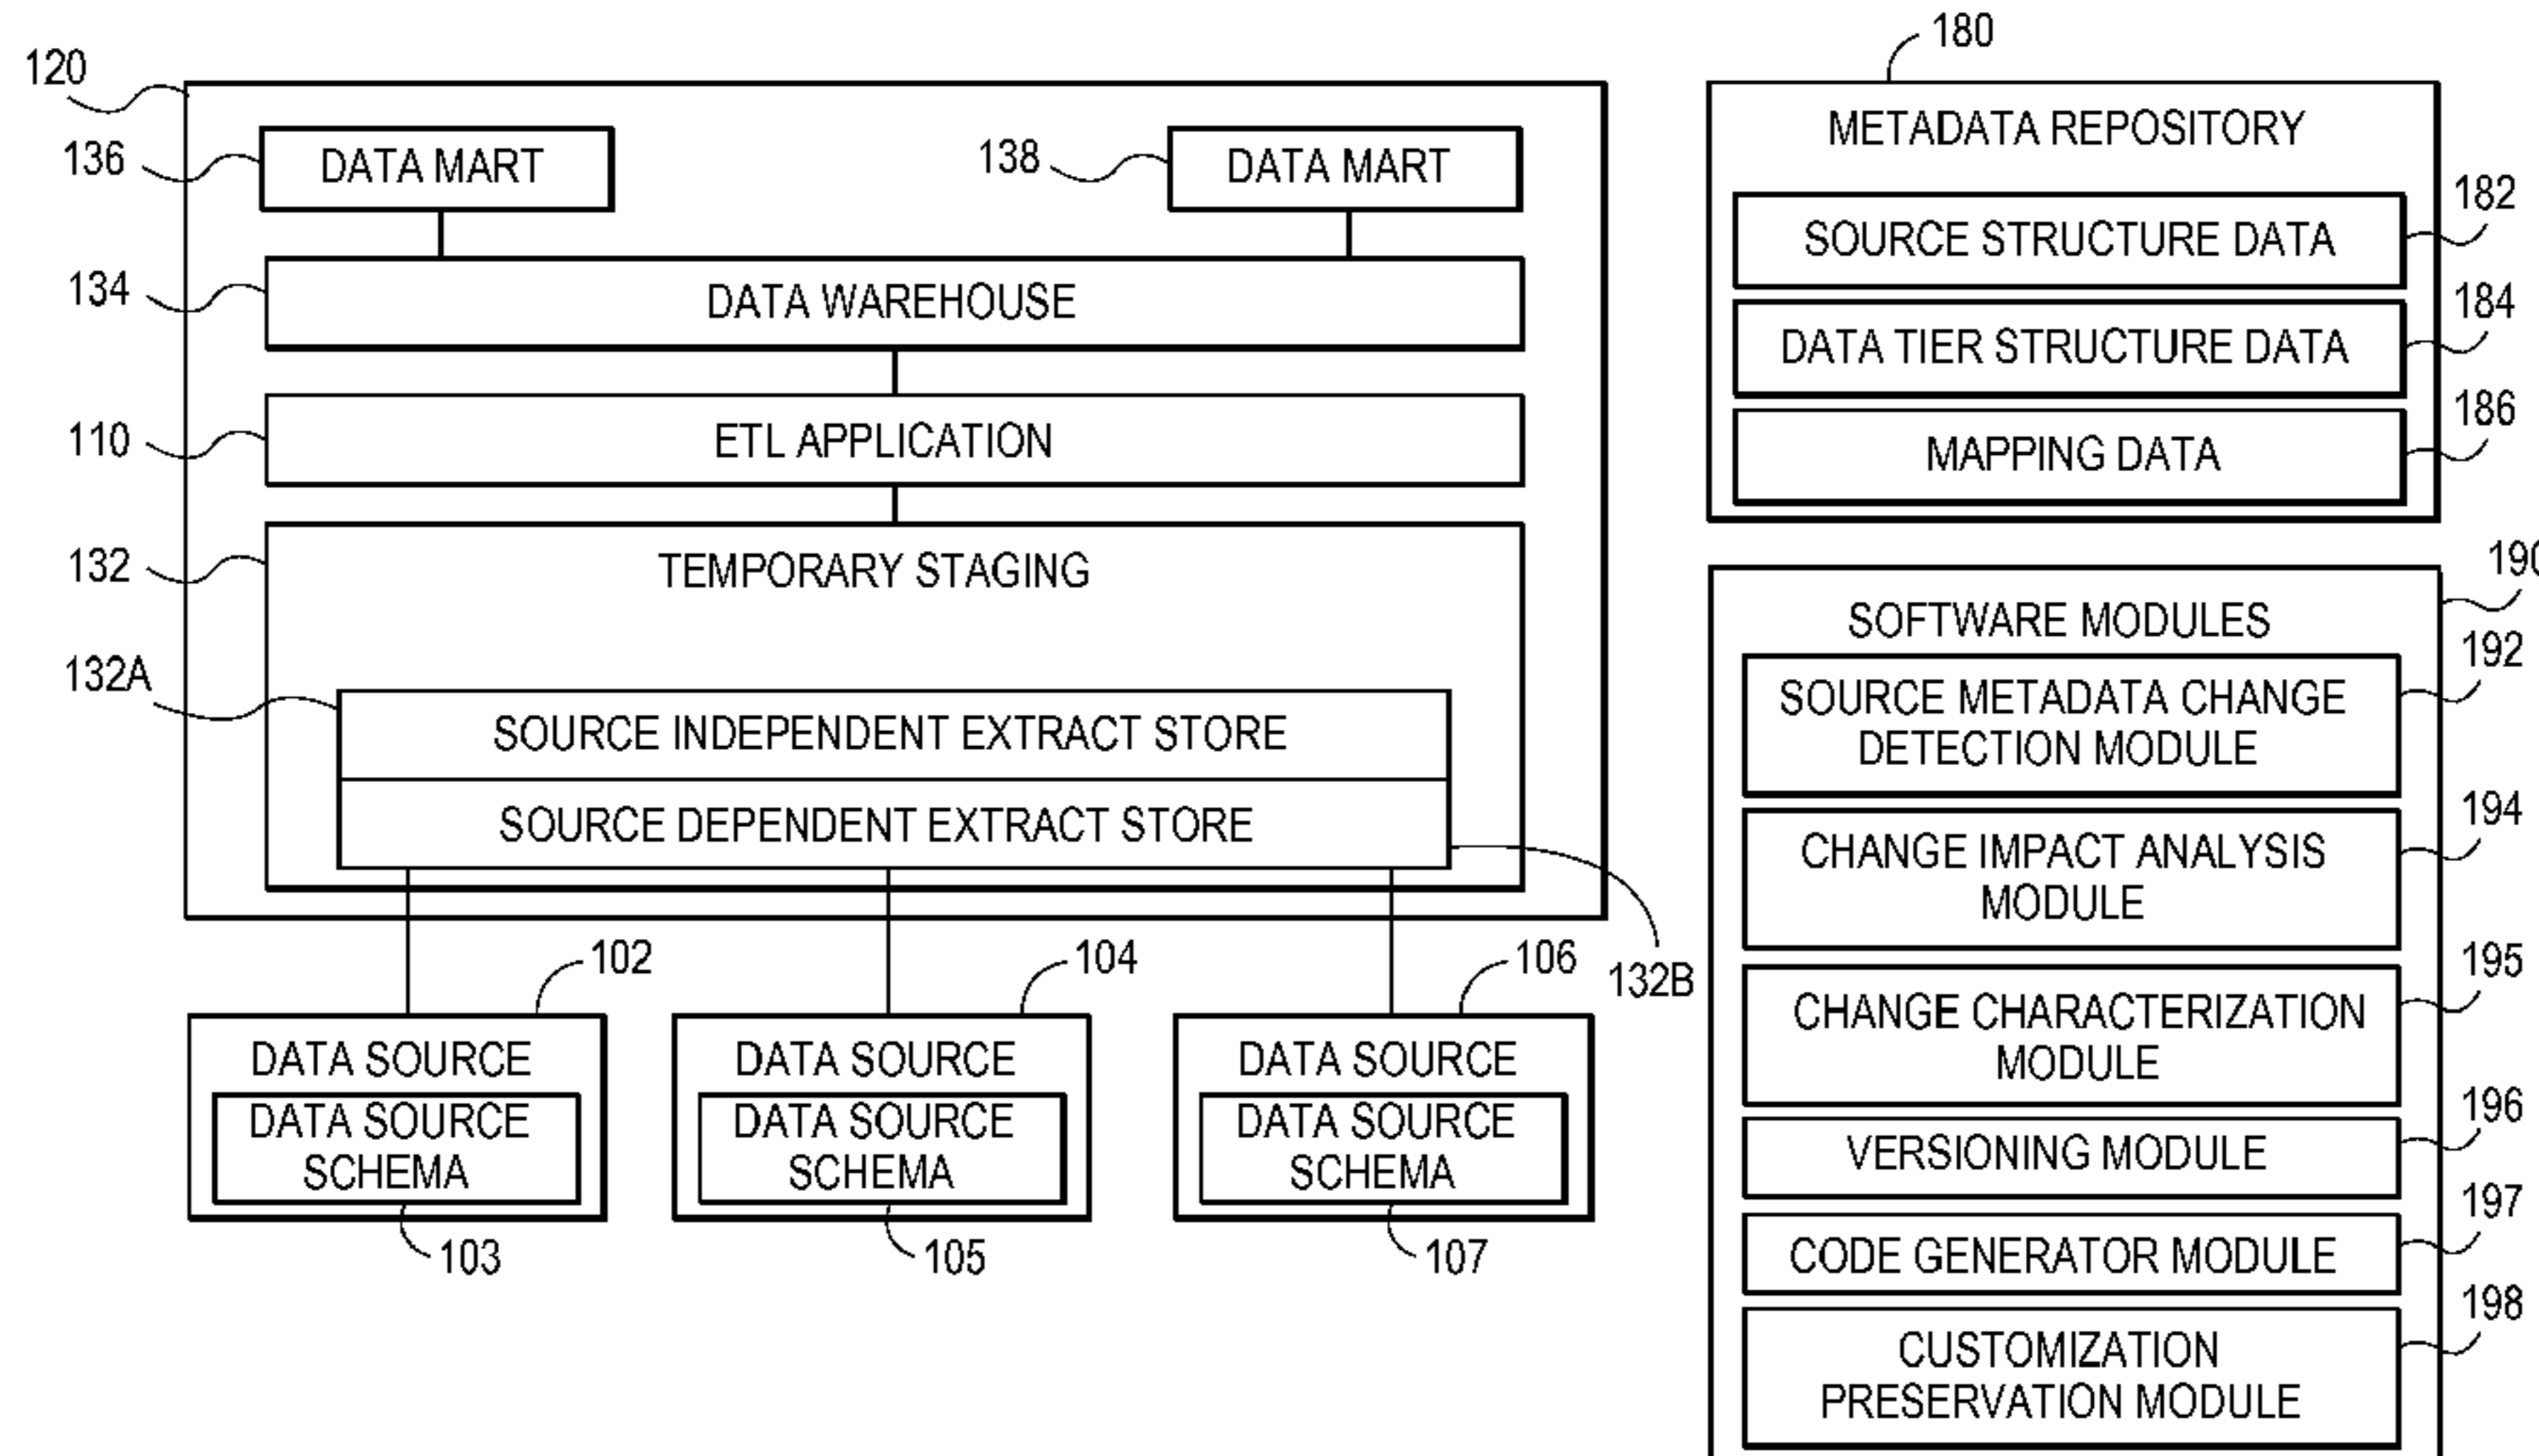 120
136
DATA MART
138
DATA MART
134
DATA WAREHOUSE
110
ETL APPLICATION
132
TEMPORARY STAGING
132A
SOURCE INDEPENDENT EXTRACT STORE
SOURCE DEPENDENT EXTRACT STORE
132B
102
DATA SOURCE
DATA SOURCE
SCHEMA
103
104
DATA SOURCE
DATA SOURCE
SCHEMA
105
106
DATA SOURCE
DATA SOURCE
SCHEMA
107
180
METADATA REPOSITORY
SOURCE STRUCTURE DATA
182
DATA TIER STRUCTURE DATA
184
MAPPING DATA
186
190
SOFTWARE MODULES
SOURCE METADATA CHANGE
DETECTION MODULE
192
CHANGE IMPACT ANALYSIS
MODULE
194
CHANGE CHARACTERIZATION
MODULE
195
VERSIONING MODULE
196
CODE GENERATOR MODULE
197
CUSTOMIZATION
PRESERVATION MODULE
198